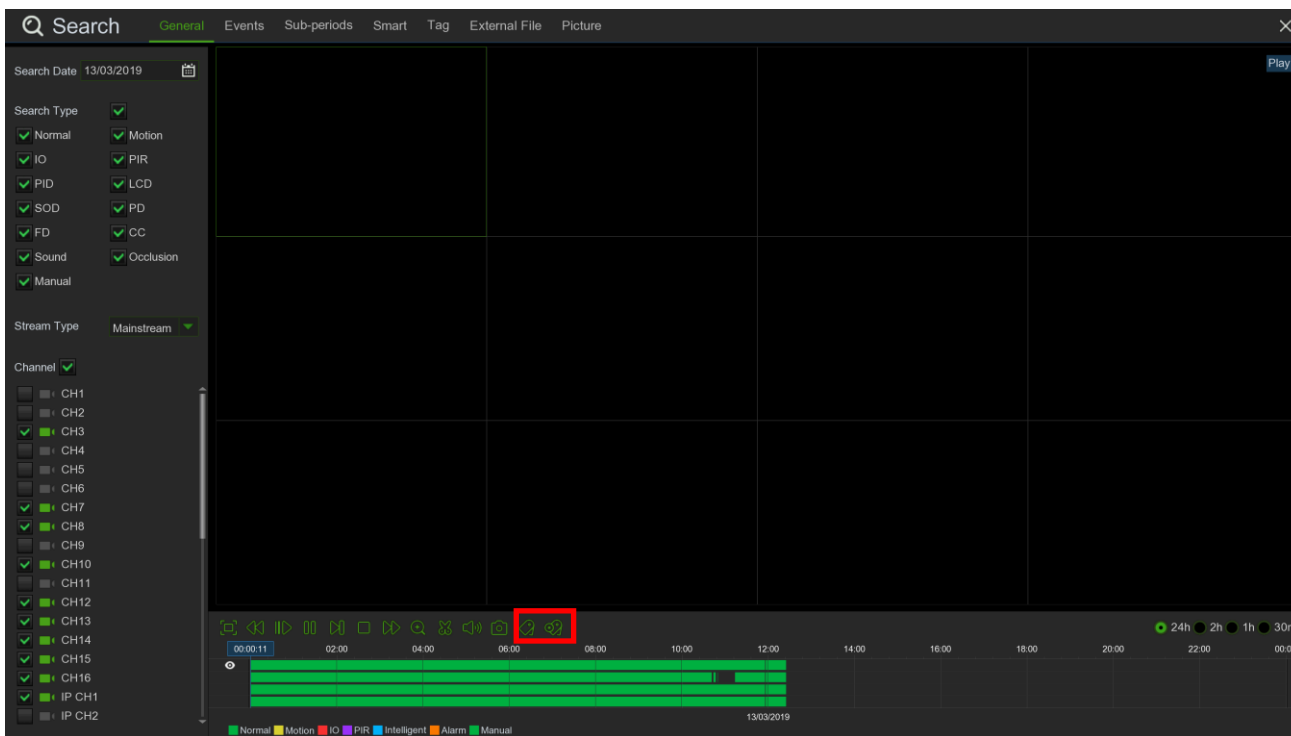 Search General Events Sub-periods Smart Tag External File Picture
Search Date 13/03/2019
Play
Search Type
Normal Motion
IO PIR
PID LCD
SOD PD
FD CC
Sound Occlusion
Manual
Stream Type Mainstream
Channel
CH1
CH2
CH3
CH4
CH5
CH6
CH7
CH8
CH9
CH10
CH11
CH12
CH13
CH14
CH15
CH16
IP CH1
IP CH2
24h 2h 1h 30m
00:00:11 02:00 04:00 06:00 08:00 10:00 12:00 14:00 16:00 18:00 20:00 22:00 00:0
13/03/2019
Normal Motion IO PIR Intelligent Alarm Manual